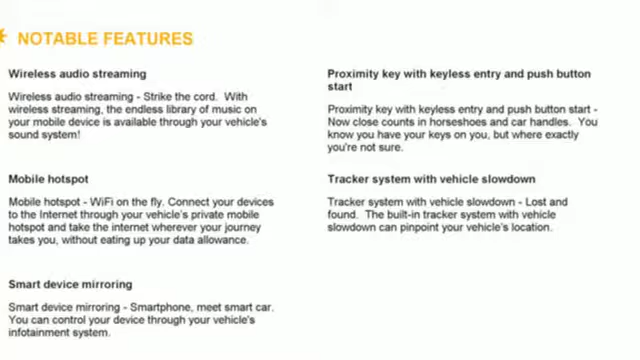 NOTABLE FEATURES
Wireless audio streaming
Wireless audio streaming - Strike the cord. With
wireless streaming, the endless library of music on
your mobile device is available through your vehicle's
sound system!
Mobile hotspot
Mobile hotspot - WiFi on the fly. Connect your devices
to the Internet through your vehicle's private mobile
hotspot and take the internet wherever your journey
takes you, without eating up your data allowance.
Smart device mirroring
Smart device mirroring - Smartphone, meet smart car.
You can control your device through your vehicle's
infotainment system.
Proximity key with keyless entry and push button
start
Proximity key with keyless entry and push button start -
Now close counts in horseshoes and car handles. You
know you have your keys on you, but where exactly
you're not sure.
Tracker system with vehicle slowdown
Tracker system with vehicle slowdown - Lost and
found. The built-in tracker system with vehicle
slowdown can pinpoint your vehicle's location.